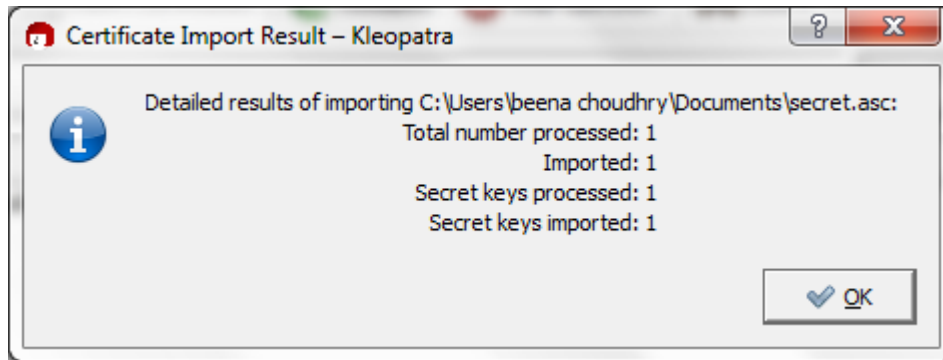 Certificate Import Result – Kleopatra
Detailed results of importing C:\Users\beena choudhry\Documents\secret.asc:
Total number processed: 1
Imported: 1
Secret keys processed: 1
Secret keys imported: 1
OK